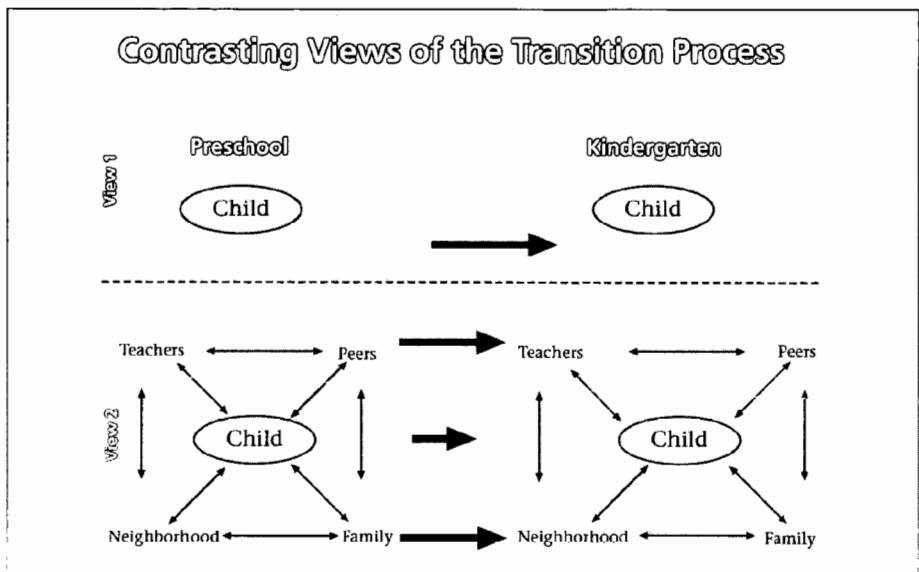 Contrasting Views of the Transition Process
Preschool Kindergarten
View 1
Child Child
Teachers Peers Teachers Peers
View 2
Child Child
Neighborhood Family Neighborhood Family